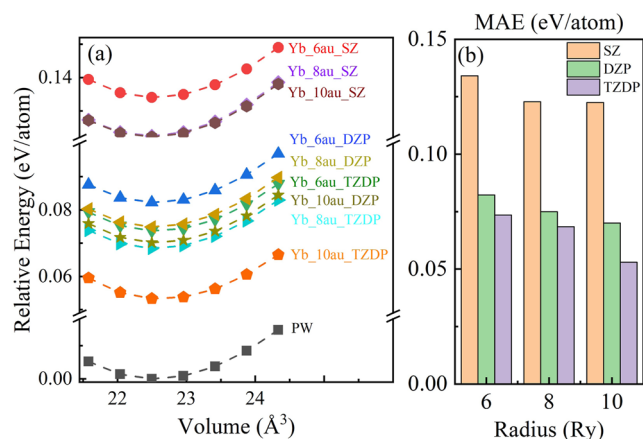 (a)
Relative Energy (eV/atom)
0.14
0.08
0.06
0.00
Yb_6au_SZ
Yb_8au_SZ
Yb_10au_SZ
Yb_6au_DZP
Yb_8au_DZP
Yb_6au_TZDP
Yb_10au_DZP
Yb_8au_TZDP
Yb_10au_TZDP
PW
22 23 24
Volume (Å³)
MAE (eV/atom)
(b)
SZ
DZP
TZDP
0.15
0.10
0.05
0.00
6 8 10
Radius (Ry)